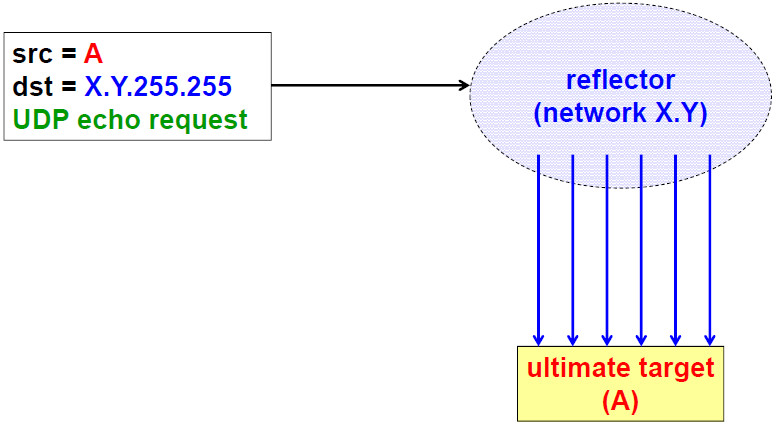 src = A
dst = X.Y.255.255
UDP echo request
reflector
(network X.Y)
ultimate target
(A)